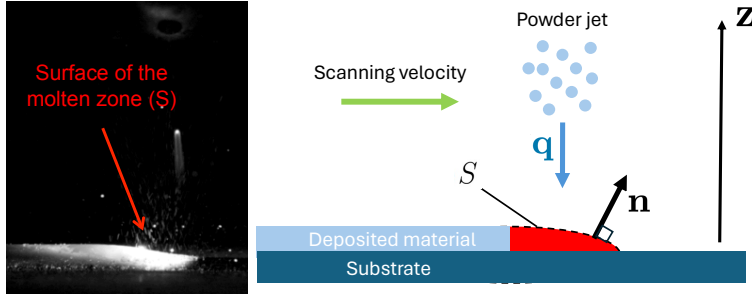 Surface of the
molten zone (S)
Powder jet
z
Scanning velocity
q
S
n
Deposited material
Substrate